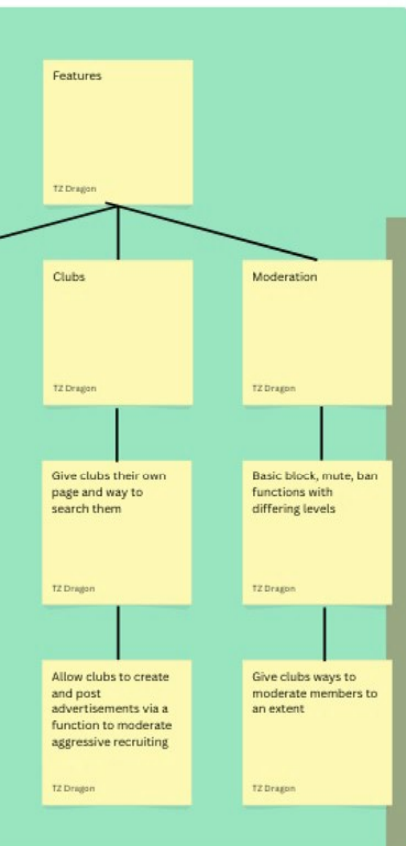 Features
TZ Dragon
Clubs
TZ Dragon
Moderation
TZ Dragon
Give clubs their own
page and way to
search them
TZ Dragon
Basic block, mute, ban
functions with
differing levels
TZ Dragon
Allow clubs to create
and post
advertisements via a
function to moderate
aggressive recruiting
TZ Dragon
Give clubs ways to
moderate members to
an extent
TZ Dragon